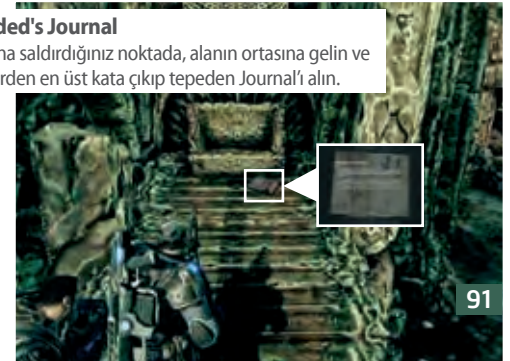 ded's Journal
na saldırdığınız noktada, alanın ortasına gelin ve
rden en üst kata çıkıp tepeden Journal'ı alın.
91